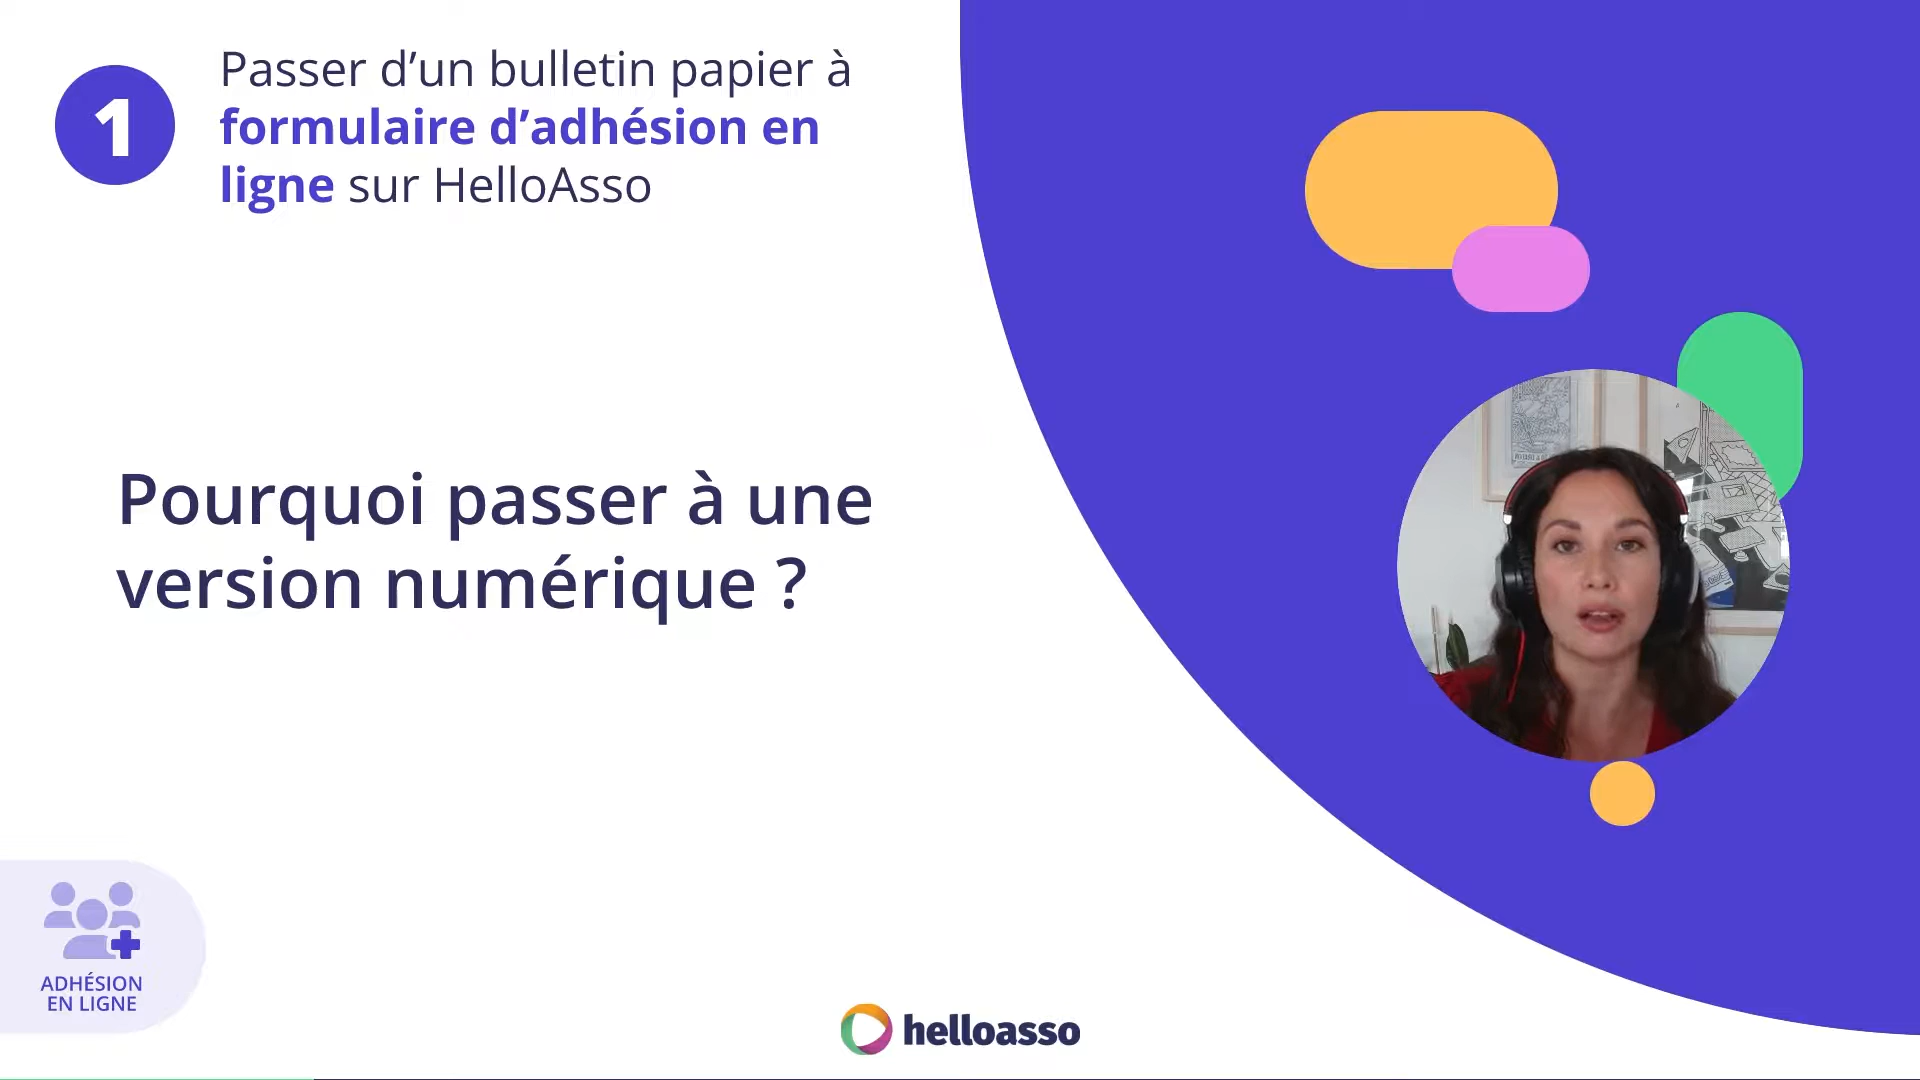 1
Passer d’un bulletin papier à
formulaire d’adhésion en
ligne sur HelloAsso
Pourquoi passer à une
version numérique ?
ADHÉSION
EN LIGNE
helloasso